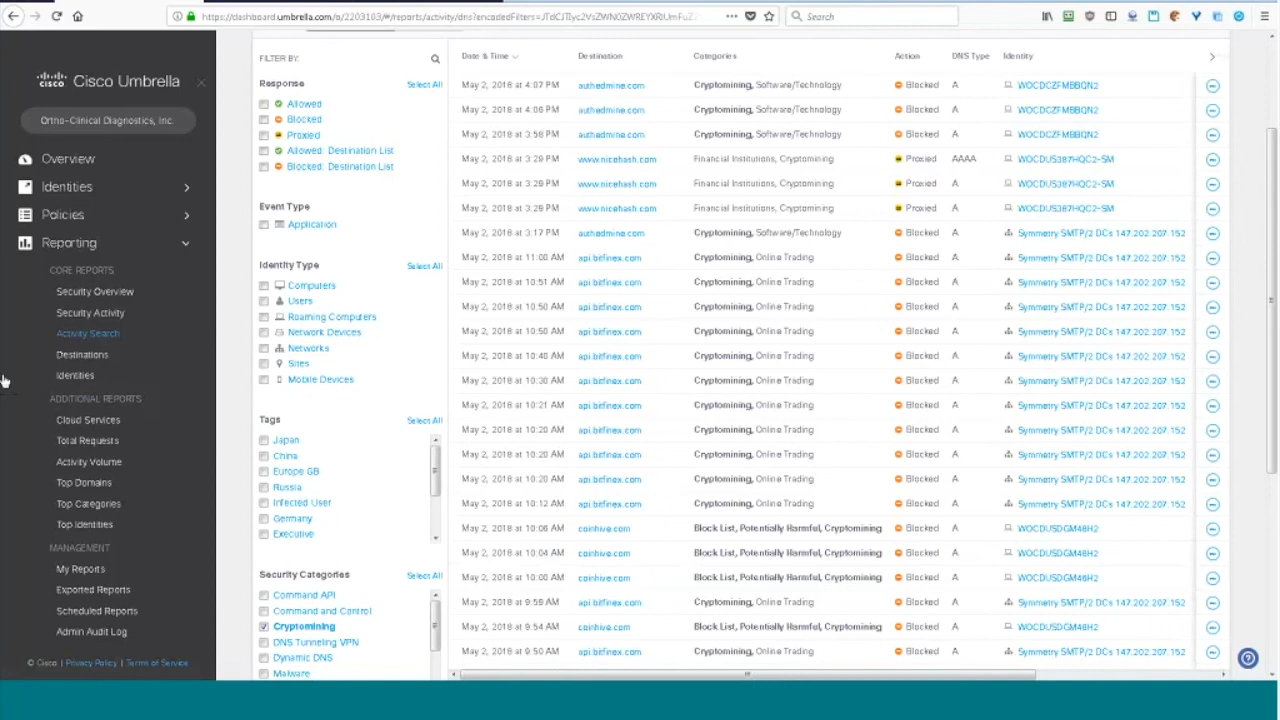 https://dashboard.umbrella.com/o/2203103/#/reports/activity/dns?encodedFilters=
Search
Cisco Umbrella
Ortho-Clinical Diagnostics, Inc.
Overview
Identities
Policies
Reporting
CORE REPORTS
Security Overview
Security Activity
Activity Search
Destinations
Identities
ADDITIONAL REPORTS
Cloud Services
Total Requests
Activity Volume
Top Domains
Top Categories
Top Identities
MANAGEMENT
My Reports
Exported Reports
Scheduled Reports
Admin Audit Log
© Cisco | Privacy Policy | Terms of Service
FILTER BY:
Response Select All
Allowed
Blocked
Proxied
Allowed: Destination List
Blocked: Destination List
Event Type
Application
Identity Type Select All
Computers
Users
Roaming Computers
Network Devices
Networks
Sites
Mobile Devices
Tags Select All
Japan
China
Europe GB
Russia
Infected User
Germany
Executive
Security Categories Select All
Command API
Command and Control
Cryptomining
DNS Tunneling VPN
Dynamic DNS
Malware
Date & Time Destination Categories Action DNS Type Identity
May 2, 2018 at 4:07 PM authedmine.com Cryptomining, Software/Technology Blocked A WOCDCZFMBBQN2
May 2, 2018 at 4:06 PM authedmine.com Cryptomining, Software/Technology Blocked A WOCDCZFMBBQN2
May 2, 2018 at 3:58 PM authedmine.com Cryptomining, Software/Technology Blocked A WOCDCZFMBBQN2
May 2, 2018 at 3:29 PM www.nicehash.com Financial Institutions, Cryptomining Proxied AAAA WOCDUS387HQC2-SM
May 2, 2018 at 3:29 PM www.nicehash.com Financial Institutions, Cryptomining Proxied A WOCDUS387HQC2-SM
May 2, 2018 at 3:29 PM www.nicehash.com Financial Institutions, Cryptomining Proxied A WOCDUS387HQC2-SM
May 2, 2018 at 3:17 PM authedmine.com Cryptomining, Software/Technology Blocked A Symmetry SMTP/2 DCs 147.202.207.152
May 2, 2018 at 11:00 AM api.bitfinex.com Cryptomining, Online Trading Blocked A Symmetry SMTP/2 DCs 147.202.207.152
May 2, 2018 at 10:51 AM api.bitfinex.com Cryptomining, Online Trading Blocked A Symmetry SMTP/2 DCs 147.202.207.152
May 2, 2018 at 10:50 AM api.bitfinex.com Cryptomining, Online Trading Blocked A Symmetry SMTP/2 DCs 147.202.207.152
May 2, 2018 at 10:50 AM api.bitfinex.com Cryptomining, Online Trading Blocked A Symmetry SMTP/2 DCs 147.202.207.152
May 2, 2018 at 10:40 AM api.bitfinex.com Cryptomining, Online Trading Blocked A Symmetry SMTP/2 DCs 147.202.207.152
May 2, 2018 at 10:30 AM api.bitfinex.com Cryptomining, Online Trading Blocked A Symmetry SMTP/2 DCs 147.202.207.152
May 2, 2018 at 10:21 AM api.bitfinex.com Cryptomining, Online Trading Blocked A Symmetry SMTP/2 DCs 147.202.207.152
May 2, 2018 at 10:20 AM api.bitfinex.com Cryptomining, Online Trading Blocked A Symmetry SMTP/2 DCs 147.202.207.152
May 2, 2018 at 10:20 AM api.bitfinex.com Cryptomining, Online Trading Blocked A Symmetry SMTP/2 DCs 147.202.207.152
May 2, 2018 at 10:20 AM api.bitfinex.com Cryptomining, Online Trading Blocked A Symmetry SMTP/2 DCs 147.202.207.152
May 2, 2018 at 10:12 AM api.bitfinex.com Cryptomining, Online Trading Blocked A Symmetry SMTP/2 DCs 147.202.207.152
May 2, 2018 at 10:06 AM coinhive.com Block List, Potentially Harmful, Cryptomining Blocked A WOCDUSDGM46H2
May 2, 2018 at 10:04 AM coinhive.com Block List, Potentially Harmful, Cryptomining Blocked A WOCDUSDGM46H2
May 2, 2018 at 10:00 AM coinhive.com Block List, Potentially Harmful, Cryptomining Blocked A WOCDUSDGM46H2
May 2, 2018 at 9:59 AM api.bitfinex.com Cryptomining, Online Trading Blocked A Symmetry SMTP/2 DCs 147.202.207.152
May 2, 2018 at 9:54 AM coinhive.com Block List, Potentially Harmful, Cryptomining Blocked A WOCDUSDGM46H2
May 2, 2018 at 9:50 AM api.bitfinex.com Cryptomining, Online Trading Blocked A Symmetry SMTP/2 DCs 147.202.207.152